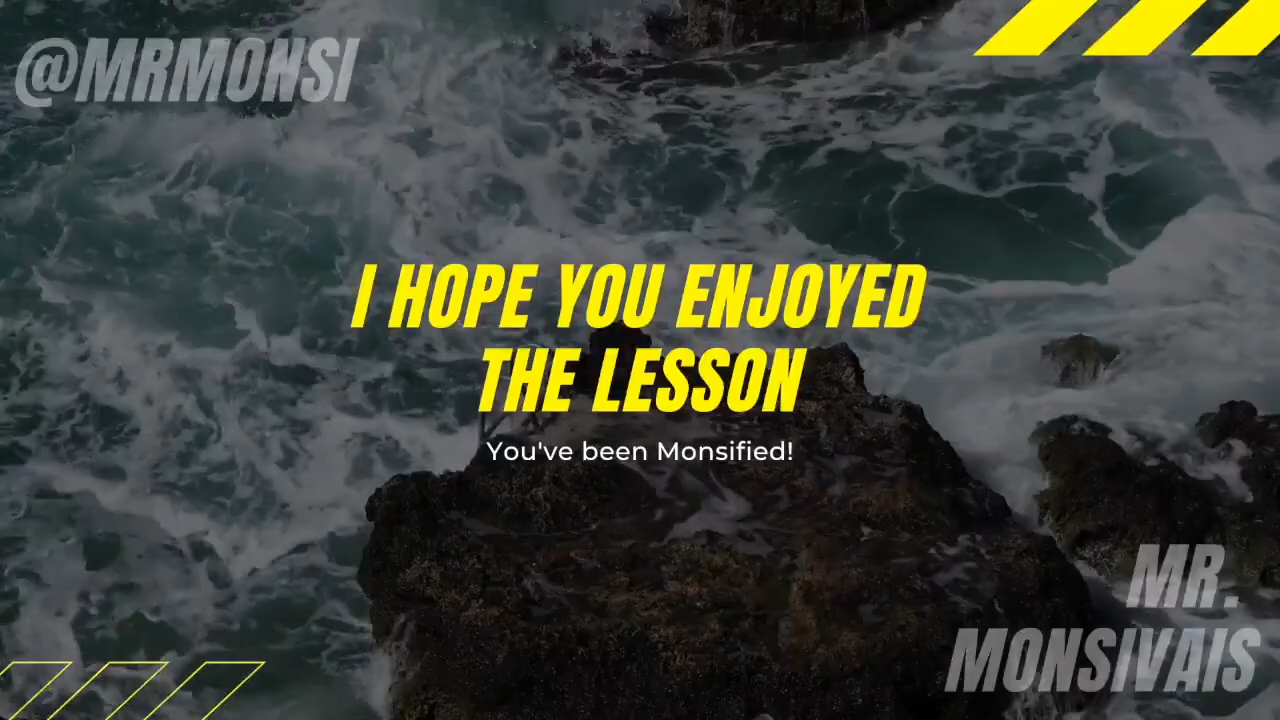 @MRMONSI
I HOPE YOU ENJOYED
THE LESSON
You've been Monsified!
MR.
MONSIVAIS